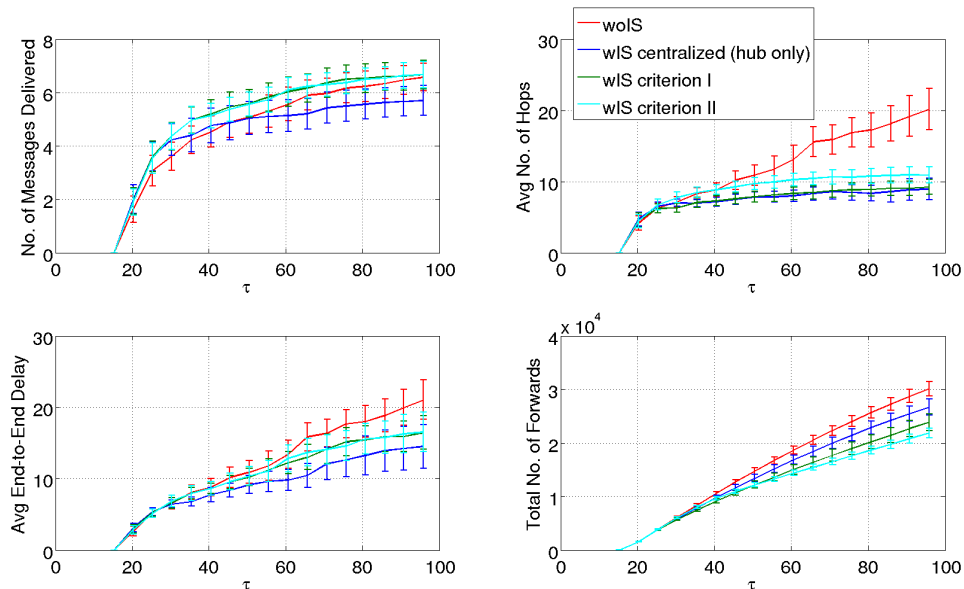 woIS
wIS centralized (hub only)
wIS criterion I
wIS criterion II
No. of Messages Delivered
8
6
4
2
0
0 20 40 60 80 100
τ
Avg No. of Hops
30
20
10
0
0 20 40 60 80 100
τ
Avg End-to-End Delay
30
20
10
0
0 20 40 60 80 100
τ
Total No. of Forwards
x 10^4
4
3
2
1
0
0 20 40 60 80 100
τ